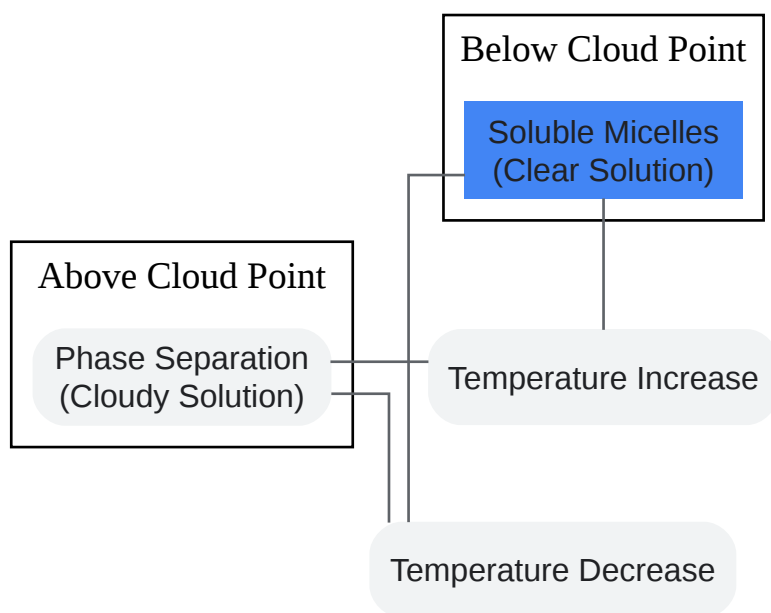 Below Cloud Point
Soluble Micelles
(Clear Solution)
Above Cloud Point
Phase Separation
(Cloudy Solution)
Temperature Increase
Temperature Decrease